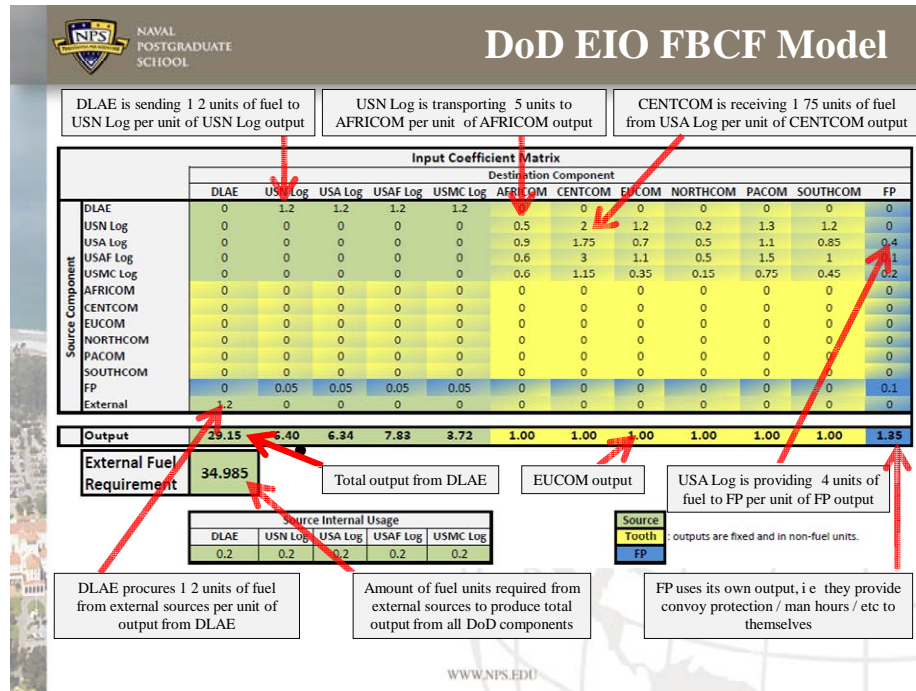 NPS
NAVAL
POSTGRADUATE
SCHOOL
DoD EIO FBCF Model
DLAE is sending 1 2 units of fuel to
USN Log per unit of USN Log output
USN Log is transporting 5 units to
AFRICOM per unit of AFRICOM output
CENTCOM is receiving 1 75 units of fuel
from USA Log per unit of CENTCOM output
Input Coefficient Matrix
Destination Component
DLAE USN Log USA Log USAF Log USMC Log AFRICOM CENTCOM EUCOM NORTHCOM PACOM SOUTHCOM FP
Source Component
DLAE 0 1.2 1.2 1.2 1.2 0 0 0 0 0 0 0
USN Log 0 0 0 0 0 0.5 2 1.2 0.2 1.3 1.2 0
USA Log 0 0 0 0 0 0.9 1.75 0.7 0.5 1.1 0.85 0.4
USAF Log 0 0 0 0 0 0.6 3 1.1 0.5 1.5 1 0.1
USMC Log 0 0 0 0 0 0.6 1.15 0.35 0.15 0.75 0.45 0.2
AFRICOM 0 0 0 0 0 0 0 0 0 0 0 0
CENTCOM 0 0 0 0 0 0 0 0 0 0 0 0
EUCOM 0 0 0 0 0 0 0 0 0 0 0 0
NORTHCOM 0 0 0 0 0 0 0 0 0 0 0 0
PACOM 0 0 0 0 0 0 0 0 0 0 0 0
SOUTHCOM 0 0 0 0 0 0 0 0 0 0 0 0
FP 0 0.05 0.05 0.05 0.05 0 0 0 0 0 0 0.1
External 1.2 0 0 0 0 0 0 0 0 0 0 0
Output 29.15 6.40 6.34 7.83 3.72 1.00 1.00 1.00 1.00 1.00 1.00 1.35
External Fuel
Requirement
34.985
Total output from DLAE
EUCOM output
USA Log is providing 4 units of
fuel to FP per unit of FP output
Source Internal Usage
DLAE USN Log USA Log USAF Log USMC Log
0.2 0.2 0.2 0.2 0.2
Source
Tooth : outputs are fixed and in non-fuel units.
FP
DLAE procures 1 2 units of fuel
from external sources per unit of
output from DLAE
Amount of fuel units required from
external sources to produce total
output from all DoD components
FP uses its own output, i e they provide
convoy protection / man hours / etc to
themselves
WWW.NPS.EDU